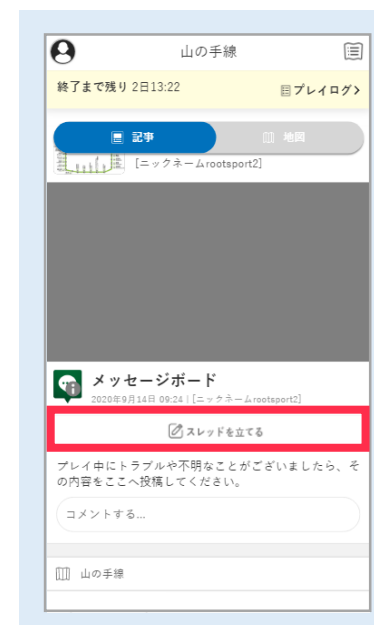 山の手線
終了まで残り 2日13:22 プレイログ>
記事 地図
[ニックネームrootsport2]
メッセージボード
2020年9月14日 09:24 | [ニックネームrootsport2]
スレッドを立てる
プレイ中にトラブルや不明なことがございましたら、そ
の内容をここへ投稿してください。
コメントする...
山の手線